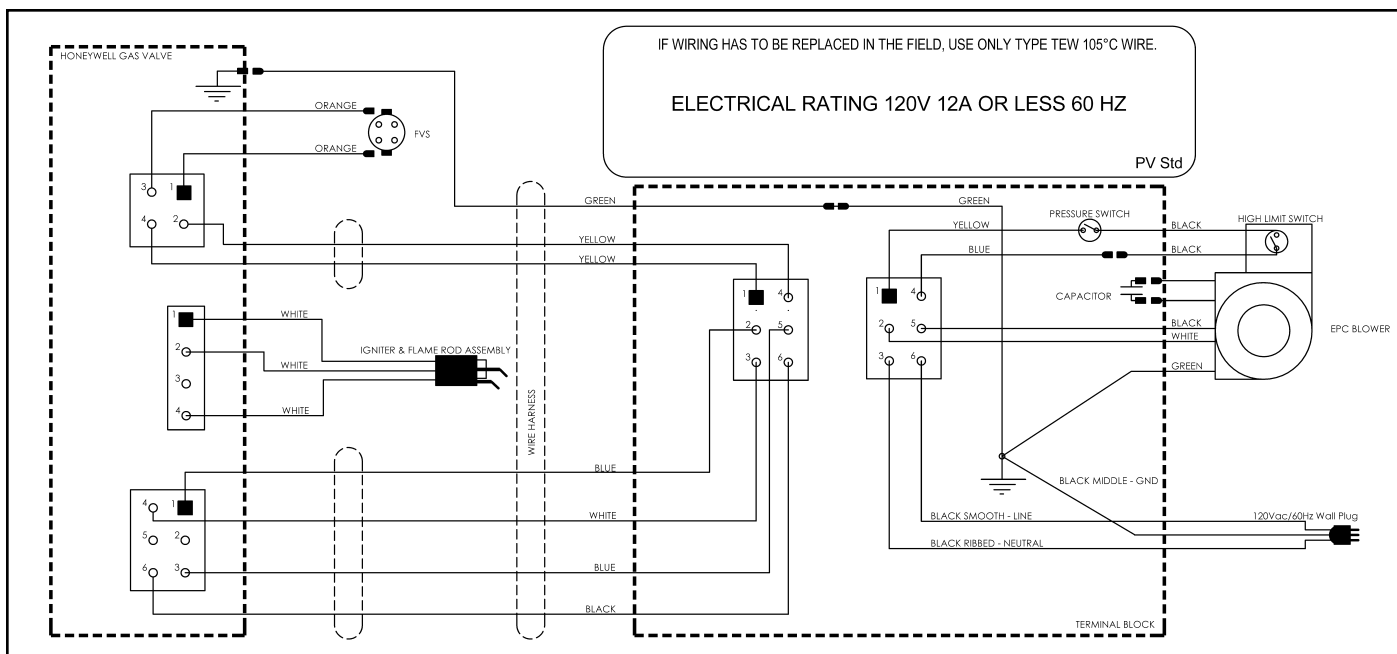 IF WIRING HAS TO BE REPLACED IN THE FIELD, USE ONLY TYPE TEW 105°C WIRE.
ELECTRICAL RATING 120V 12A OR LESS 60 HZ
PV Std
HONEYWELL GAS VALVE
ORANGE
FVS
ORANGE
3 1
4 2
GREEN
GREEN
YELLOW
PRESSURE SWITCH
BLACK
HIGH LIMIT SWITCH
YELLOW
YELLOW
BLUE
BLACK
CAPACITOR
1 4
2 5
3 6
1 4
2 5
3 6
BLACK
WHITE
EPC BLOWER
GREEN
1
2
3
4
WHITE
WHITE
WHITE
IGNITER & FLAME ROD ASSEMBLY
WIRE HARNESS
BLUE
WHITE
BLUE
BLACK
4 1
5 2
6 3
BLACK MIDDLE - GND
BLACK SMOOTH - LINE
120Vac/60Hz Wall Plug
BLACK RIBBED - NEUTRAL
TERMINAL BLOCK